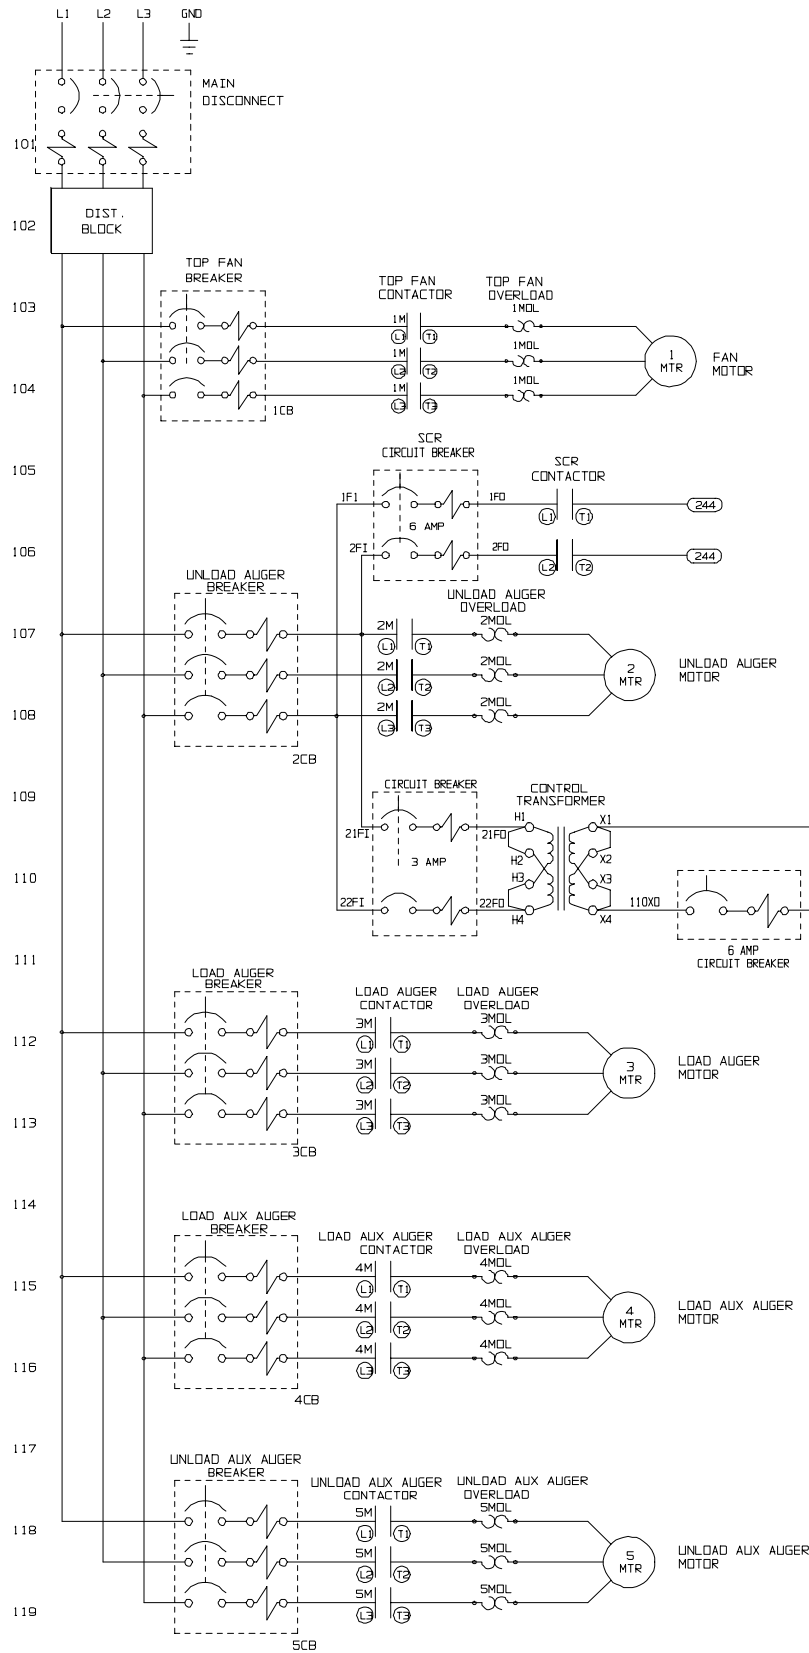 L1 L2 L3 GND
MAIN
DISCONNECT
101
DIST.
BLOCK
102
TOP FAN
BREAKER
TOP FAN
CONTACTOR
TOP FAN
OVERLOAD
103
1M
L1 T1
1MOL
1M
L2 T2
1MOL
1
MTR
FAN
MOTOR
104
1M
L3 T3
1MOL
1CB
SCR
CIRCUIT BREAKER
105
SCR
CONTACTOR
1F1
1FO
L1 T1
244
6 AMP
106
2FI
2FO
L2 T2
244
UNLOAD AUGER
BREAKER
UNLOAD AUGER
OVERLOAD
107
2M
L1 T1
2MOL
2M
L2 T2
2MOL
2
MTR
UNLOAD AUGER
MOTOR
108
2M
L3 T3
2MOL
2CB
109
CIRCUIT BREAKER
CONTROL
TRANSFORMER
21FI
21FO
H1
X1
3 AMP
H2
X2
110
H3
X3
22FI
22FO
H4
X4
110XO
6 AMP
CIRCUIT BREAKER
111
LOAD AUGER
BREAKER
LOAD AUGER
CONTACTOR
LOAD AUGER
OVERLOAD
112
3M
L1 T1
3MOL
3M
L2 T2
3MOL
3
MTR
LOAD AUGER
MOTOR
113
3M
L3 T3
3MOL
3CB
114
LOAD AUX AUGER
BREAKER
LOAD AUX AUGER
CONTACTOR
LOAD AUX AUGER
OVERLOAD
115
4M
L1 T1
4MOL
4M
L2 T2
4MOL
4
MTR
LOAD AUX AUGER
MOTOR
116
4M
L3 T3
4MOL
4CB
117
UNLOAD AUX AUGER
BREAKER
UNLOAD AUX AUGER
CONTACTOR
UNLOAD AUX AUGER
OVERLOAD
118
5M
L1 T1
5MOL
5M
L2 T2
5MOL
5
MTR
UNLOAD AUX AUGER
MOTOR
119
5M
L3 T3
5MOL
5CB